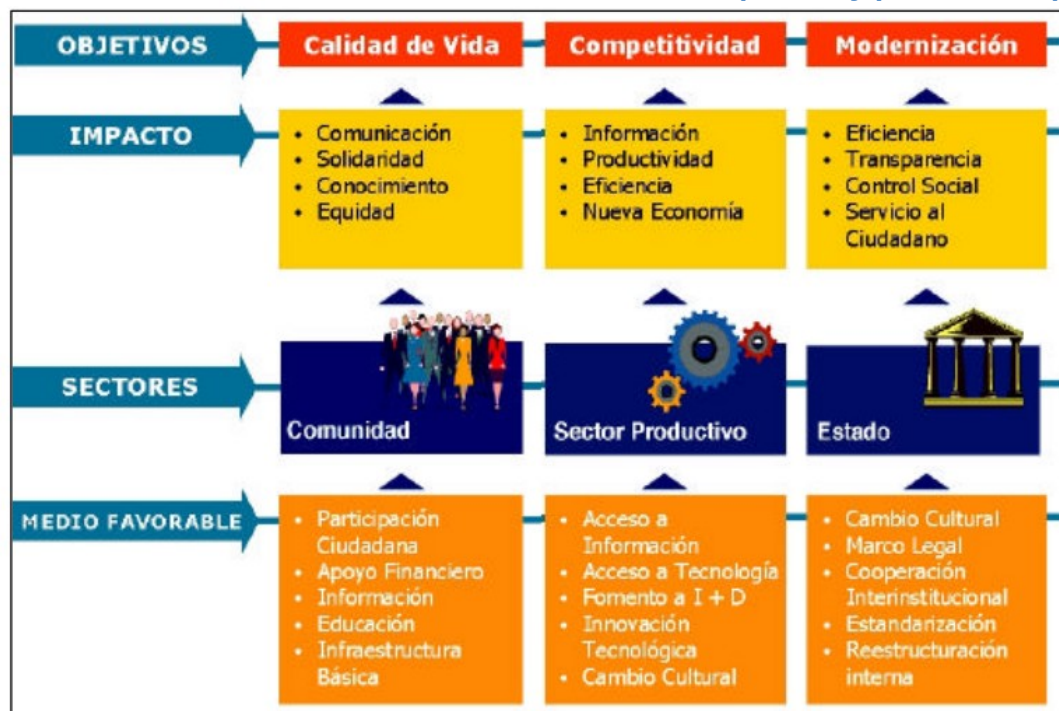 OBJETIVOS
Calidad de Vida
Competitividad
Modernización
IMPACTO
• Comunicación
• Solidaridad
• Conocimiento
• Equidad
• Información
• Productividad
• Eficiencia
• Nueva Economía
• Eficiencia
• Transparencia
• Control Social
• Servicio al
Ciudadano
SECTORES
Comunidad
Sector Productivo
Estado
MEDIO FAVORABLE
• Participación
Ciudadana
• Apoyo Financiero
• Información
• Educación
• Infraestructura
Básica
• Acceso a
Información
• Acceso a Tecnología
• Fomento a I + D
• Innovación
Tecnológica
• Cambio Cultural
• Cambio Cultural
• Marco Legal
• Cooperación
Interinstitucional
• Estandarización
• Reestructuración
interna